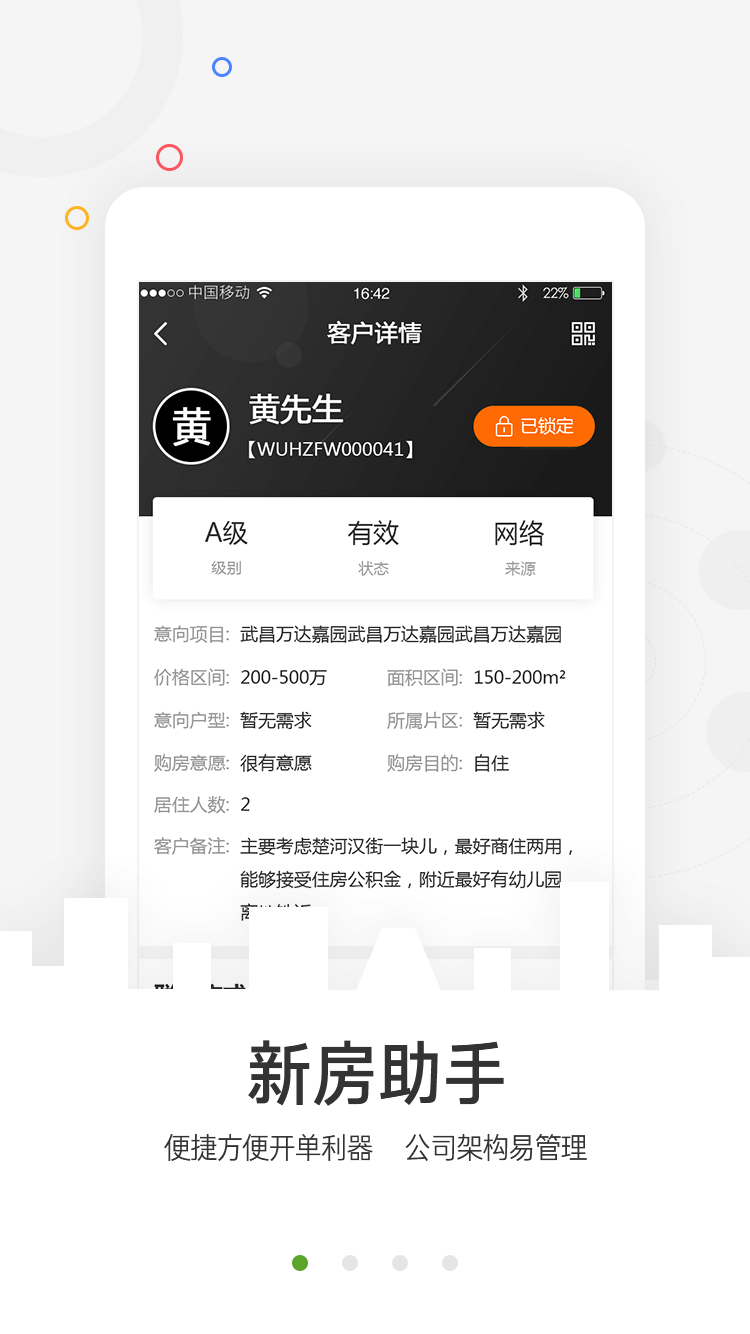 中国移动 16:42 22%
客户详情
黄 黄先生
【WUHZFW000041】 已锁定
A级 有效 网络
级别 状态 来源
意向项目: 武昌万达嘉园武昌万达嘉园武昌万达嘉园
价格区间: 200-500万 面积区间: 150-200m²
意向户型: 暂无需求 所属片区: 暂无需求
购房意愿: 很有意愿 购房目的: 自住
居住人数: 2
客户备注: 主要考虑楚河汉街一块儿，最好商住两用，
能够接受住房公积金，附近最好有幼儿园
新房助手
便捷方便开单利器 公司架构易管理